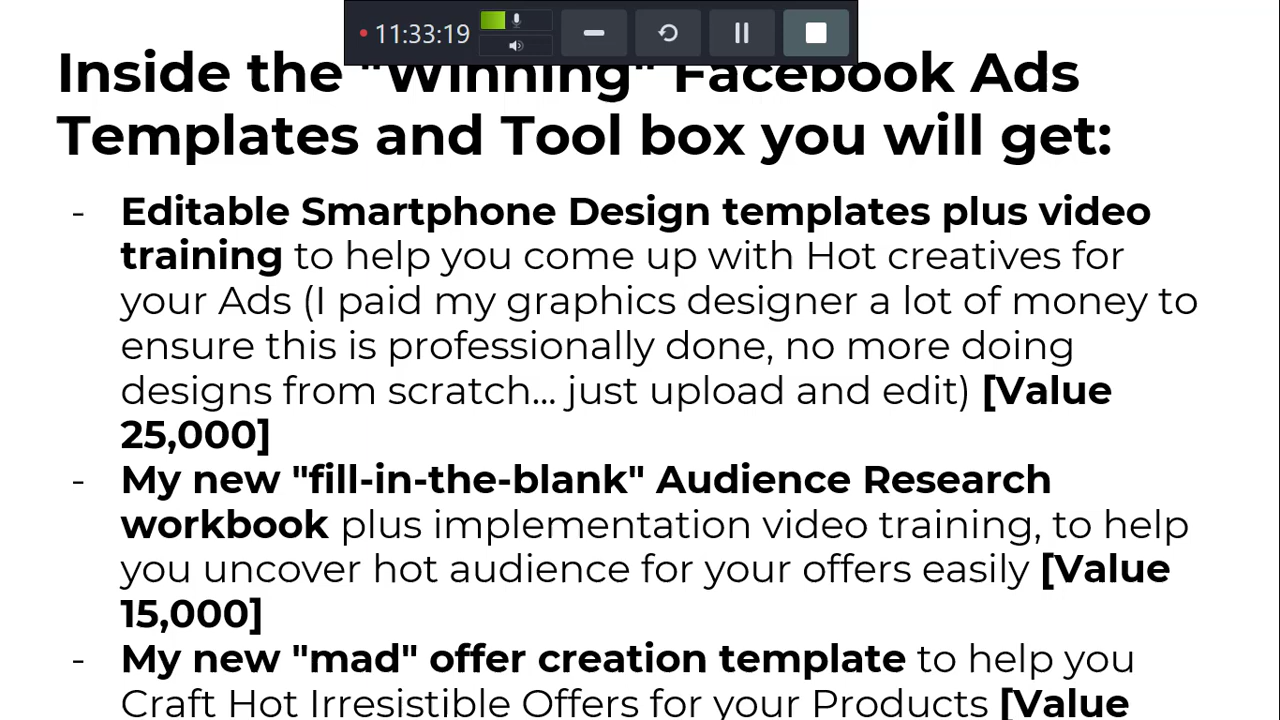 11:33:19
Inside the "Winning" Facebook Ads
Templates and Tool box you will get:
- Editable Smartphone Design templates plus video
training to help you come up with Hot creatives for
your Ads (I paid my graphics designer a lot of money to
ensure this is professionally done, no more doing
designs from scratch... just upload and edit) [Value
25,000]
- My new "fill-in-the-blank" Audience Research
workbook plus implementation video training, to help
you uncover hot audience for your offers easily [Value
15,000]
- My new "mad" offer creation template to help you
Craft Hot Irresistible Offers for your Products [Value